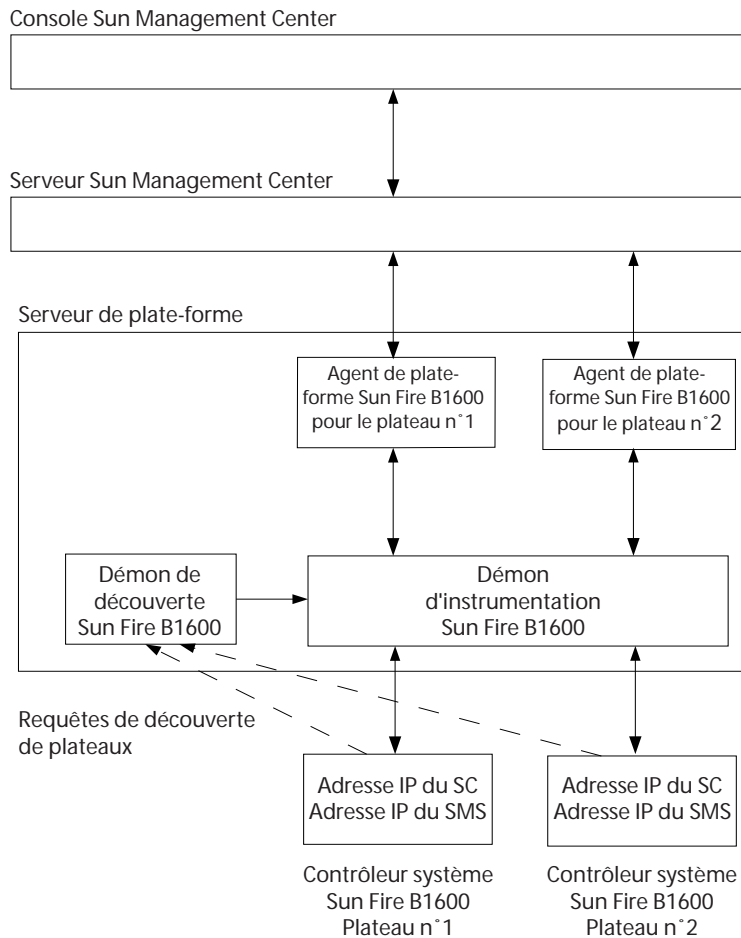 Console Sun Management Center
Serveur Sun Management Center
Serveur de plate-forme
Agent de plate-
forme Sun Fire B1600
pour le plateau n°1
Agent de plate-
forme Sun Fire B1600
pour le plateau n°2
Démon de
découverte
Sun Fire B1600
Démon
d'instrumentation
Sun Fire B1600
Requêtes de découverte
de plateaux
Adresse IP du SC
Adresse IP du SMS
Adresse IP du SC
Adresse IP du SMS
Contrôleur système
Sun Fire B1600
Plateau n°1
Contrôleur système
Sun Fire B1600
Plateau n°2